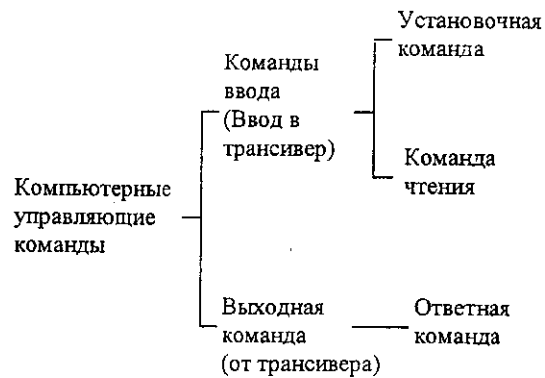 Установочная
команда
Команды
ввода
(Ввод в
трансивер)
Команда
чтения
Компьютерные
управляющие
команды
Выходная
команда
(от трансивера)
Ответная
команда